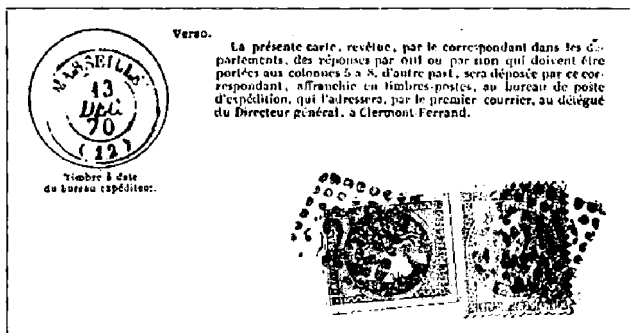 Verso.
La présente carte, revêtue, par le correspondant dans les dé-
partements, des réponses par oui ou par non qui doivent être
portées aux colonnes 5 à 8, d'autre part, sera déposée par ce cor-
respondant, affranchie en timbres-postes, au bureau de poste
d'expédition, qui l'adressera, par le premier courrier, au délégué
du Directeur général, à Clermont-Ferrand.
MARSEILLE
13
70
(12)
Timbre à date
du bureau expéditeur.